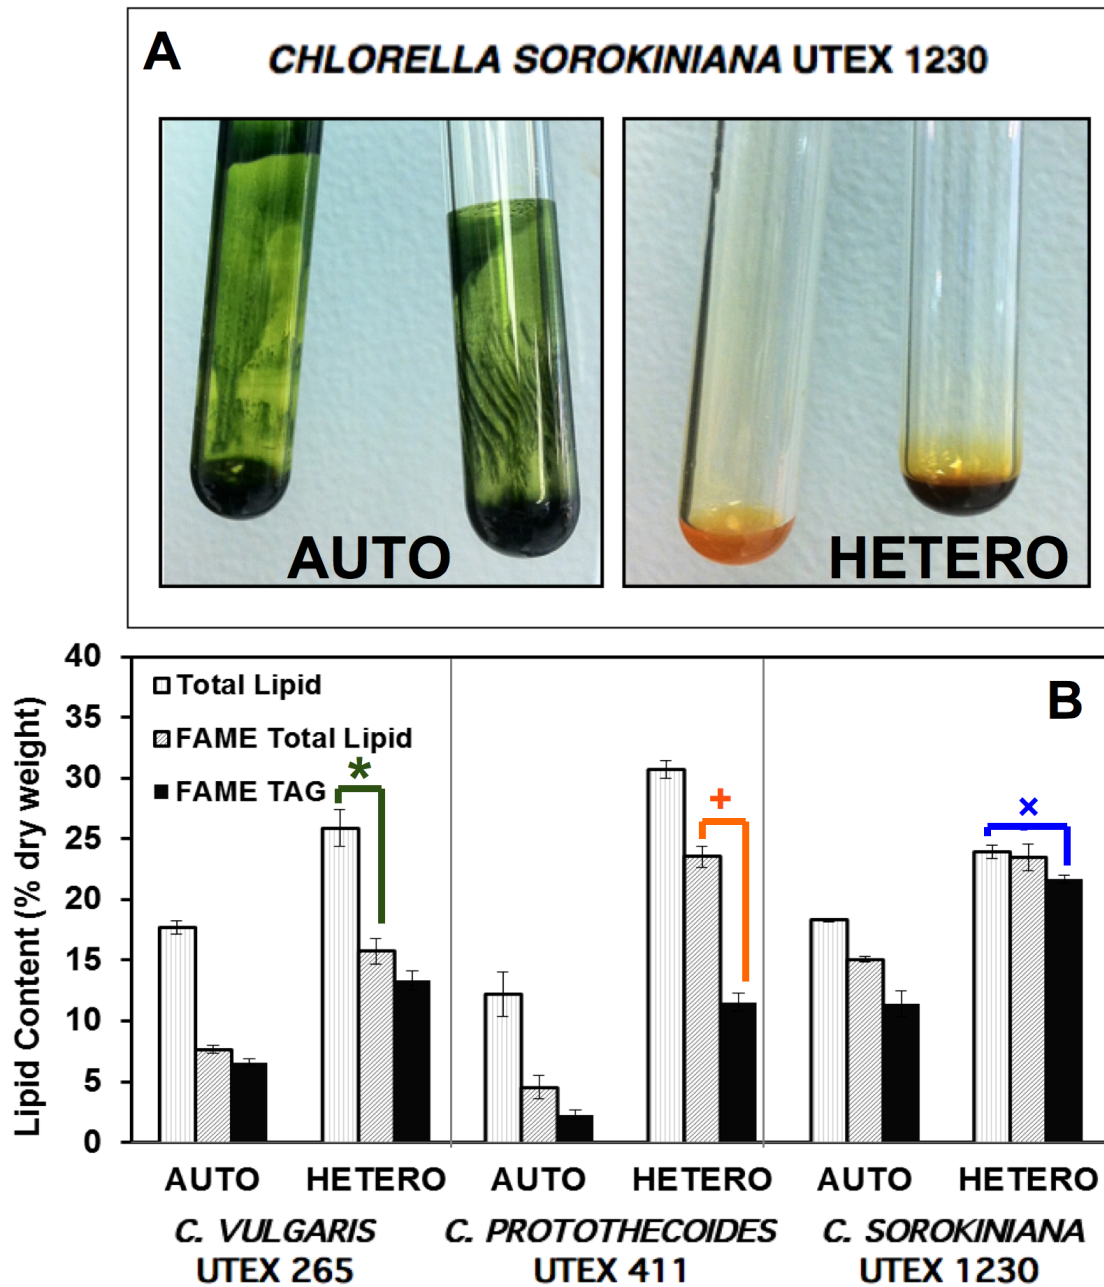 A
CHLORELLA SOROKINIANA UTEX 1230
AUTO
HETERO
B
Lipid Content (% dry weight)
40
35
30
25
20
15
10
5
0
Total Lipid
FAME Total Lipid
FAME TAG
*
+
×
AUTO HETERO AUTO HETERO AUTO HETERO
C. VULGARIS C. PROTOTHECOIDES C. SOROKINIANA
UTEX 265 UTEX 411 UTEX 1230